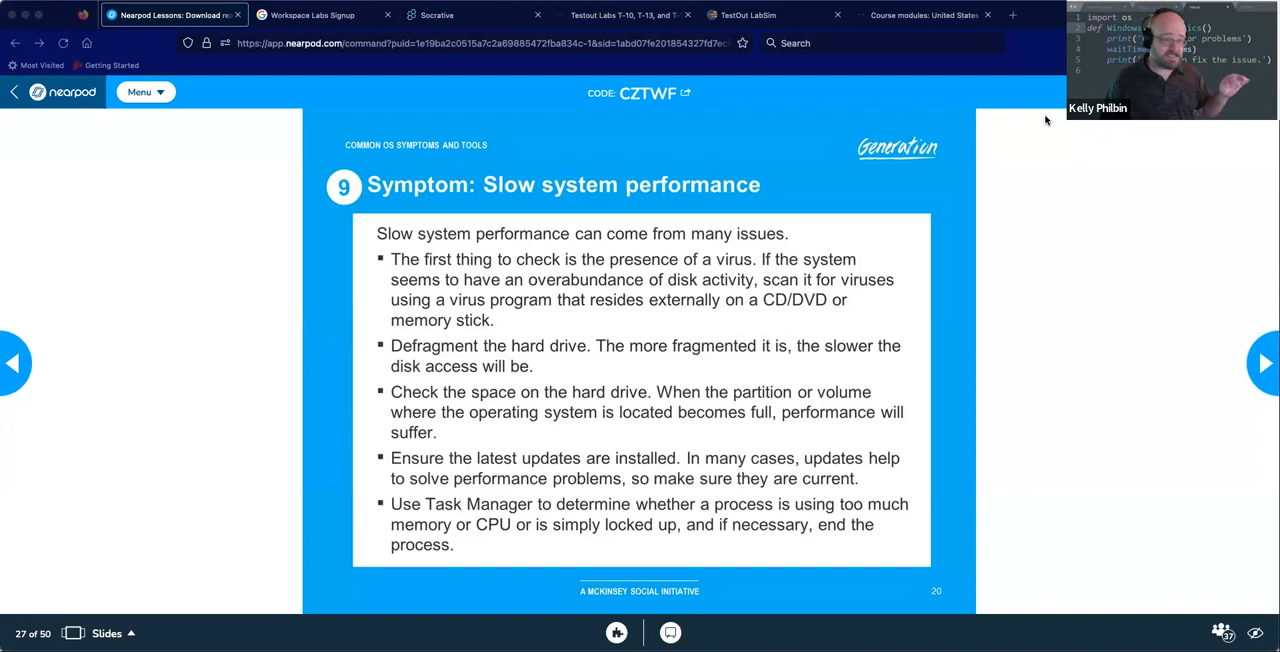 Nearpod Lessons: Download rea
Workspace Labs Signup
Socrative
Testout Labs T-10, T-13, and T-
TestOut LabSim
Course modules: United States
https://app.nearpod.com/command?puid=1e19ba2c0515a7c2a69885472fba834c-1&sid=1abd07fe201854327fd7ec
Search
Most Visited
Getting Started
import os
nearpod
Menu
CODE: CZTWF
Kelly Philbin
COMMON OS SYMPTOMS AND TOOLS
Generation
9 Symptom: Slow system performance
Slow system performance can come from many issues.
▪ The first thing to check is the presence of a virus. If the system
seems to have an overabundance of disk activity, scan it for viruses
using a virus program that resides externally on a CD/DVD or
memory stick.
▪ Defragment the hard drive. The more fragmented it is, the slower the
disk access will be.
▪ Check the space on the hard drive. When the partition or volume
where the operating system is located becomes full, performance will
suffer.
▪ Ensure the latest updates are installed. In many cases, updates help
to solve performance problems, so make sure they are current.
▪ Use Task Manager to determine whether a process is using too much
memory or CPU or is simply locked up, and if necessary, end the
process.
A MCKINSEY SOCIAL INITIATIVE
20
27 of 50
Slides
37